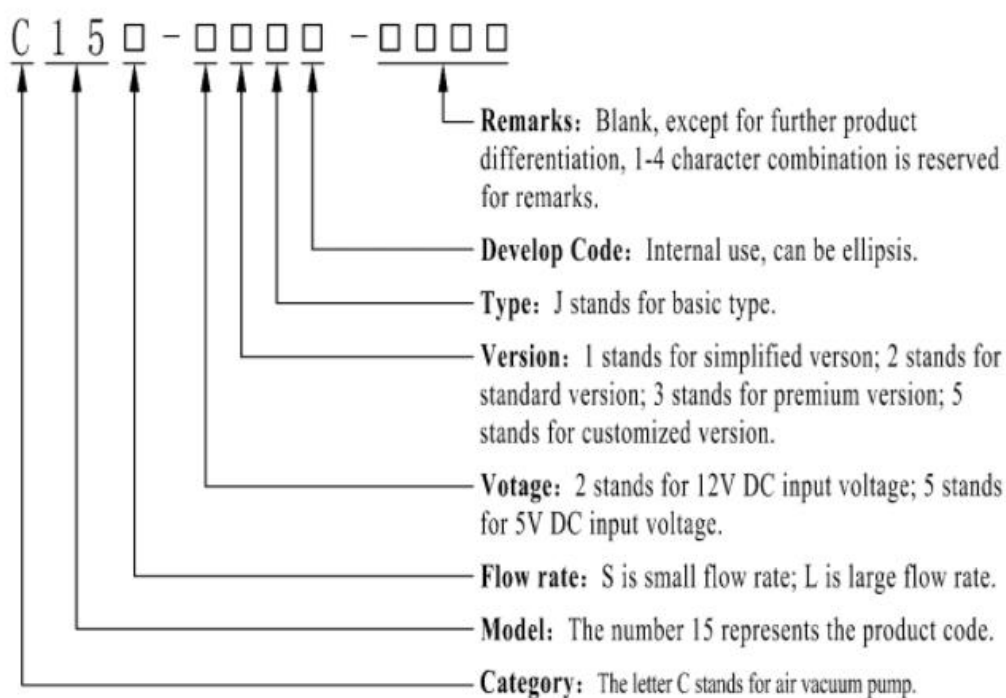 C 1 5 □ - □ □ □ □ - □ □ □ □
Remarks: Blank, except for further product
differentiation, 1-4 character combination is reserved
for remarks.
Develop Code: Internal use, can be ellipsis.
Type: J stands for basic type.
Version: 1 stands for simplified verson; 2 stands for
standard version; 3 stands for premium version; 5
stands for customized version.
Votage: 2 stands for 12V DC input voltage; 5 stands
for 5V DC input voltage.
Flow rate: S is small flow rate; L is large flow rate.
Model: The number 15 represents the product code.
Category: The letter C stands for air vacuum pump.